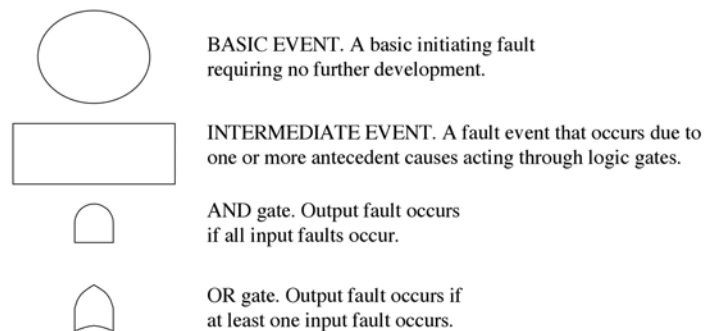 BASIC EVENT. A basic initiating fault
requiring no further development.
INTERMEDIATE EVENT. A fault event that occurs due to
one or more antecedent causes acting through logic gates.
AND gate. Output fault occurs
if all input faults occur.
OR gate. Output fault occurs if
at least one input fault occurs.